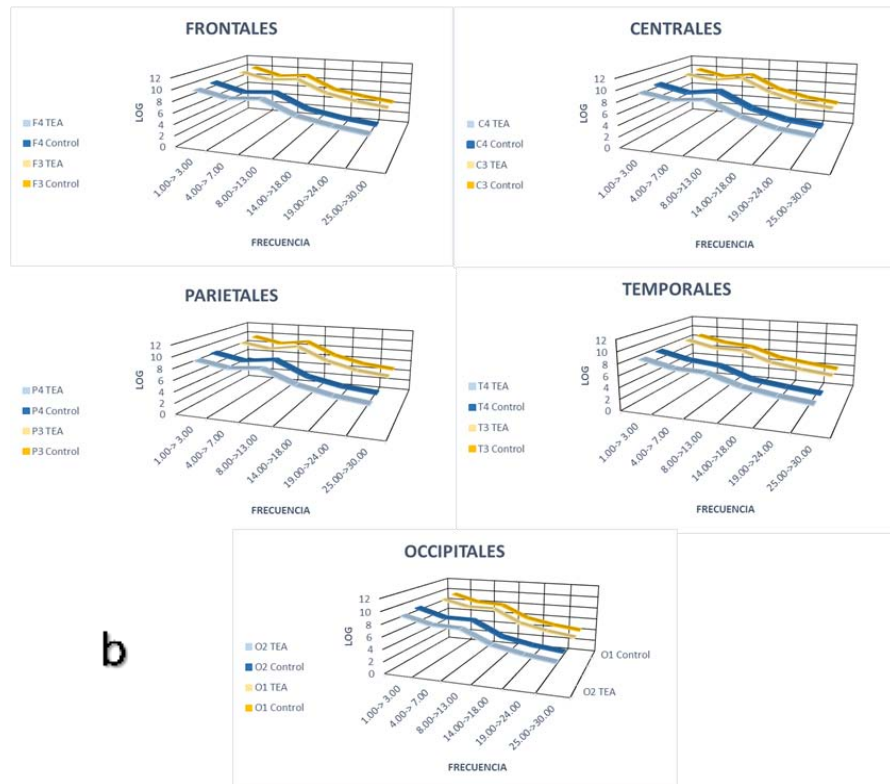 FRONTALES
12
10
8
6
4
2
0
LOG
F4 TEA
F4 Control
F3 TEA
F3 Control
1.00-> 3.00
4.00-> 7.00
8.00->13.00
14.00->18.00
19.00->24.00
25.00->30.00
FRECUENCIA
CENTRALES
12
10
8
6
4
2
0
LOG
C4 TEA
C4 Control
C3 TEA
C3 Control
1.00-> 3.00
4.00-> 7.00
8.00->13.00
14.00->18.00
19.00->24.00
25.00->30.00
FRECUENCIA
PARIETALES
12
10
8
6
4
2
0
LOG
P4 TEA
P4 Control
P3 TEA
P3 Control
1.00-> 3.00
4.00-> 7.00
8.00->13.00
14.00->18.00
19.00->24.00
25.00->30.00
FRECUENCIA
TEMPORALES
12
10
8
6
4
2
0
LOG
T4 TEA
T4 Control
T3 TEA
T3 Control
1.00-> 3.00
4.00-> 7.00
8.00->13.00
14.00->18.00
19.00->24.00
25.00->30.00
FRECUENCIA
OCCIPITALES
12
10
8
6
4
2
0
LOG
O2 TEA
O2 Control
O1 TEA
O1 Control
1.00-> 3.00
4.00-> 7.00
8.00->13.00
14.00->18.00
19.00->24.00
25.00->30.00
O1 Control
O2 TEA
FRECUENCIA
b